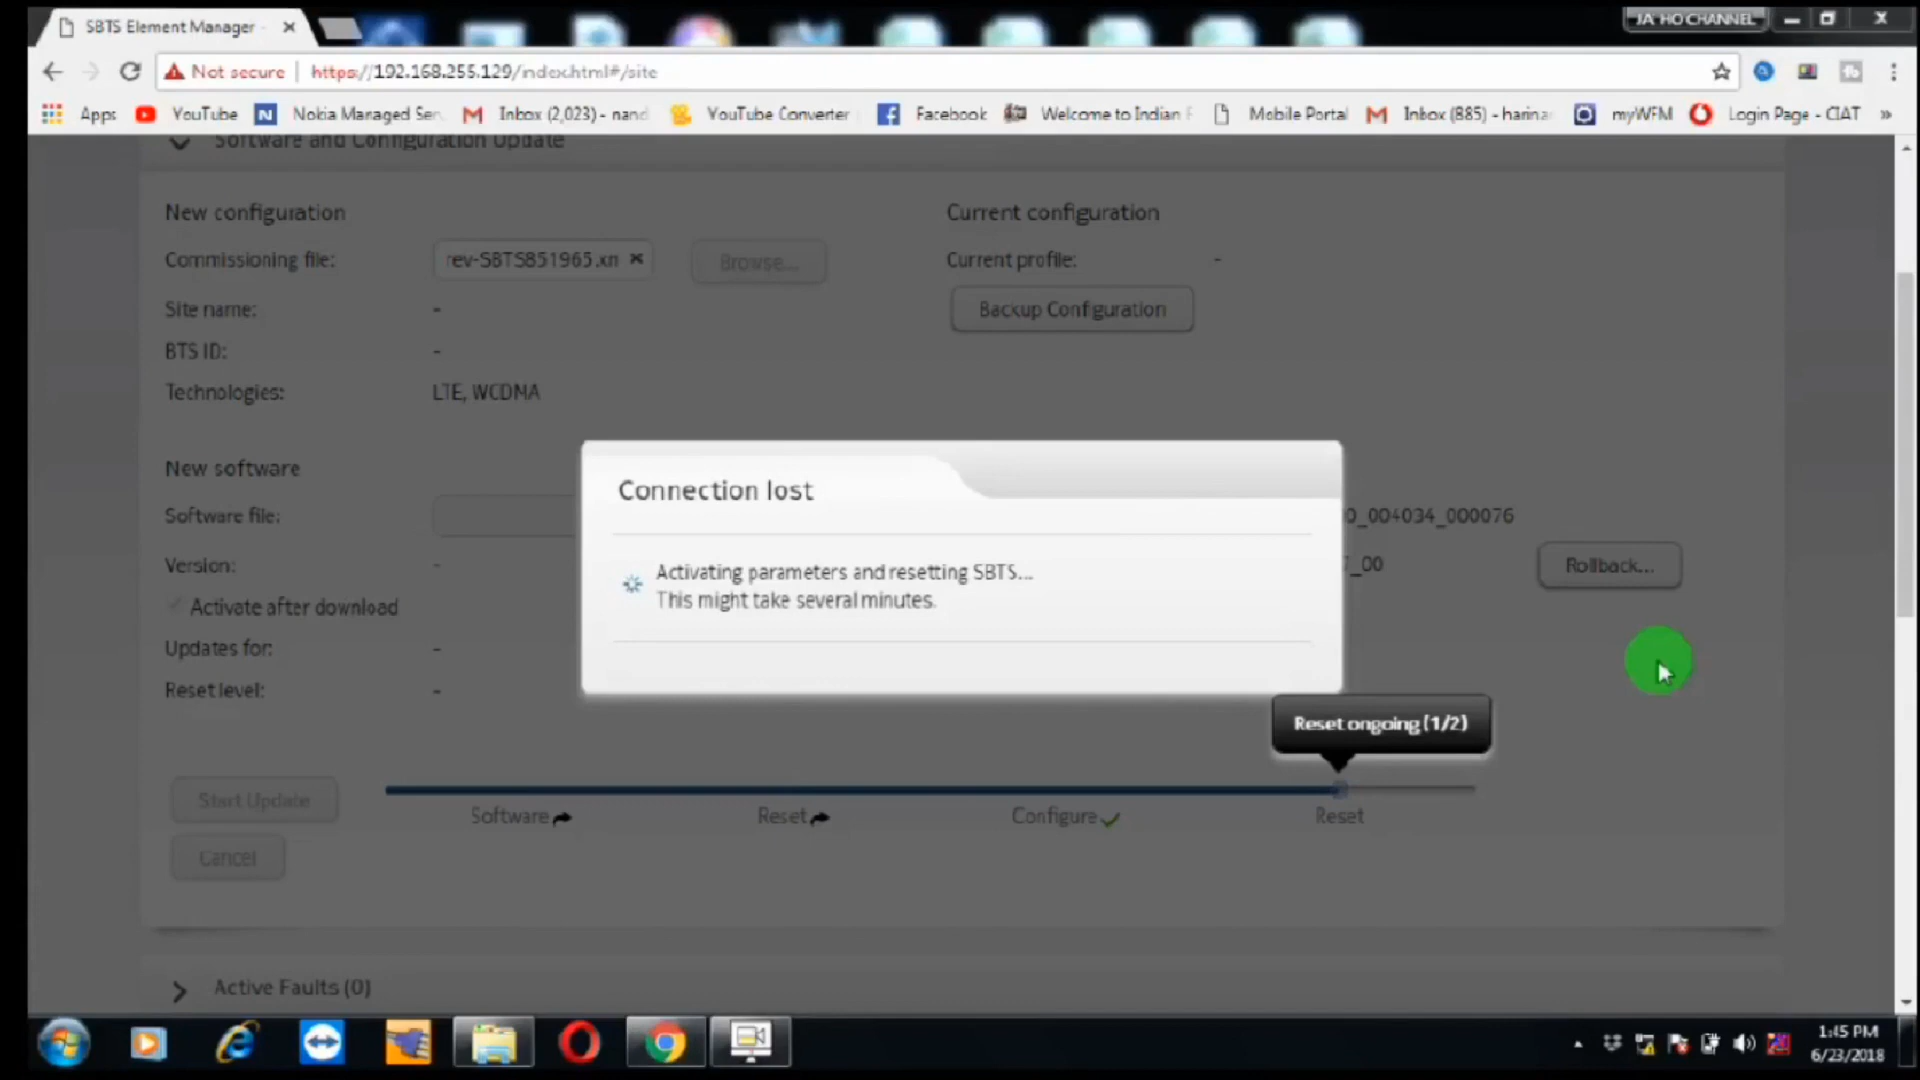 SBTS Element Manager -
JA HO CHANNEL
Not secure
https://192.168.255.129/index.html#/site
Apps
YouTube
Nokia Managed Ser
Inbox (2,023) - nand
YouTube Converter
Facebook
Welcome to Indian
Mobile Portal
Inbox (885) - harina
myWFM
Login Page - CIAT
Software and Configuration Update
New configuration
Current configuration
Commissioning file:
rev-SBTS851965.xn
Browse...
Current profile:
-
Site name:
-
Backup Configuration
BTS ID:
-
Technologies:
LTE, WCDMA
New software
Software file:
0_004034_000076
Version:
-
_00
Rollback...
Activate after download
Updates for:
-
Reset level:
-
Connection lost
Activating parameters and resetting SBTS...
This might take several minutes.
Reset ongoing (1/2)
Start Update
Software
Reset
Configure
Reset
Cancel
Active Faults (0)
1:45 PM
6/23/2018